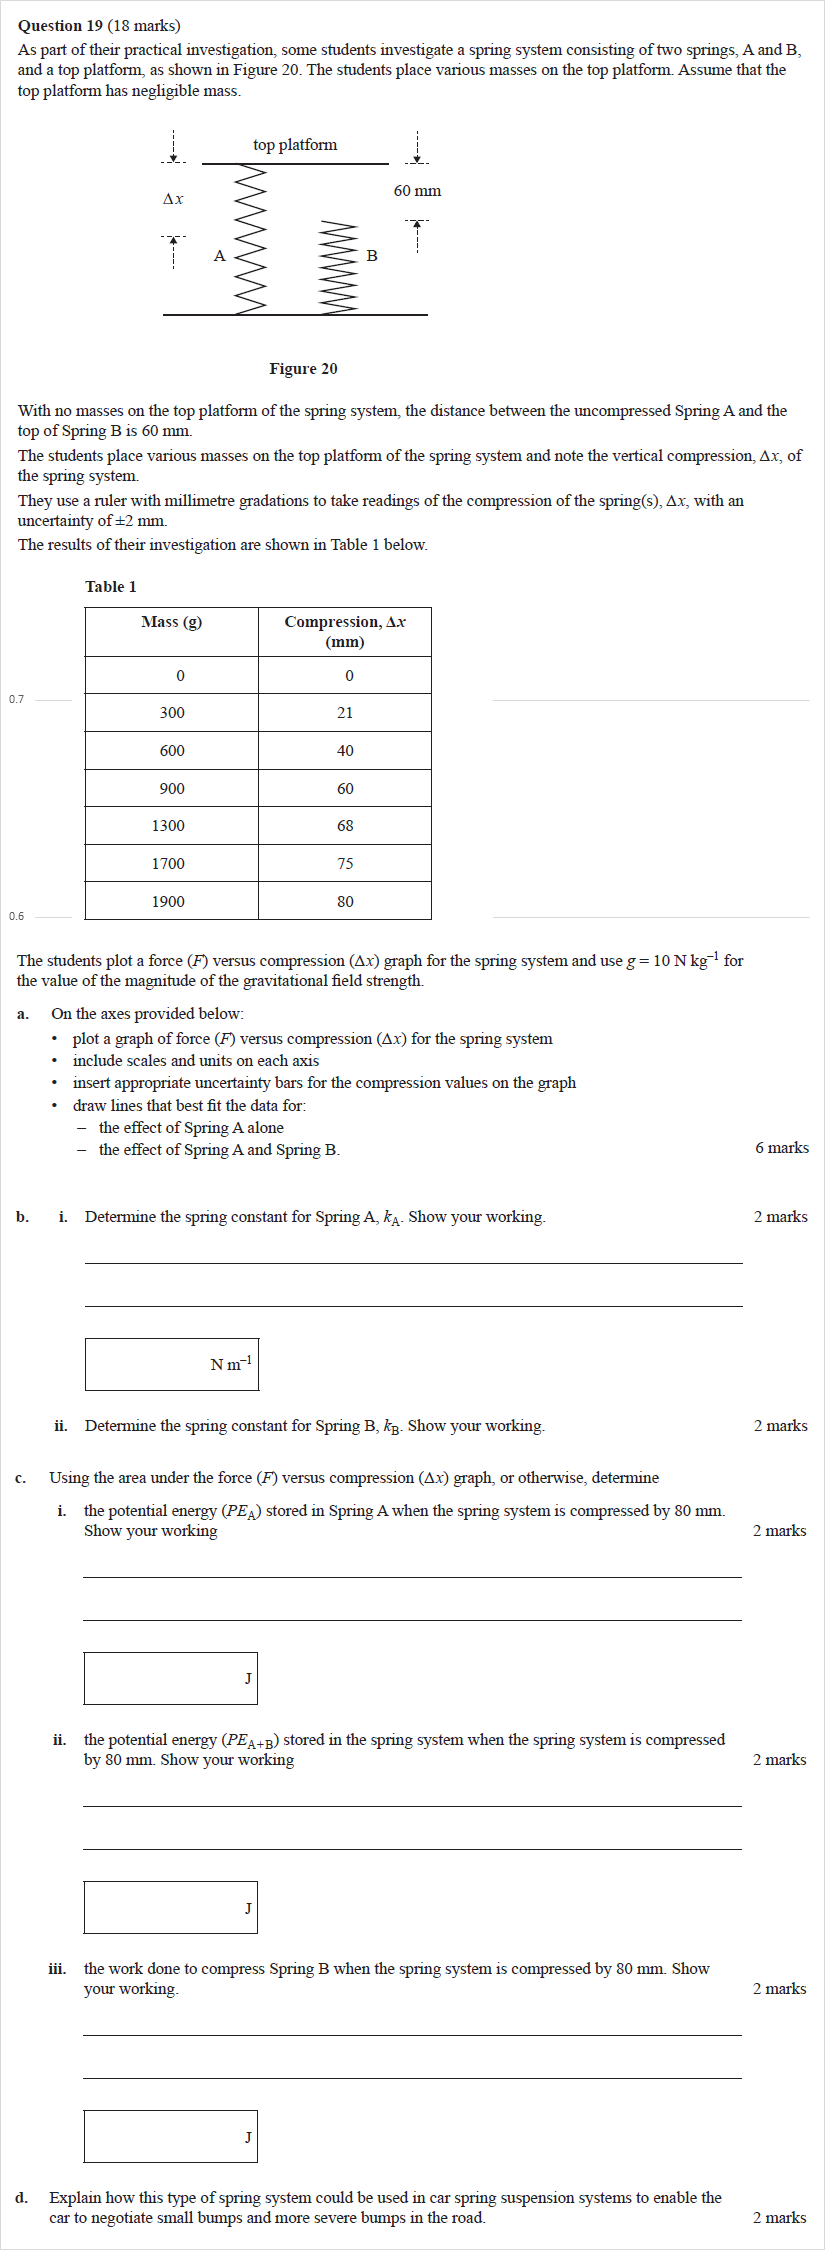 Question 19 (18 marks)
As part of their practical investigation, some students investigate a spring system consisting of two springs, A and B,
and a top platform, as shown in Figure 20. The students place various masses on the top platform. Assume that the
top platform has negligible mass.
top platform
60 mm
Δx
A
B
Figure 20
With no masses on the top platform of the spring system, the distance between the uncompressed Spring A and the
top of Spring B is 60 mm.
The students place various masses on the top platform of the spring system and note the vertical compression, Δx, of
the spring system.
They use a ruler with millimetre gradations to take readings of the compression of the spring(s), Δx, with an
uncertainty of ±2 mm.
The results of their investigation are shown in Table 1 below.
Table 1
Mass (g) Compression, Δx
(mm)
0 0
0.7
300 21
600 40
900 60
1300 68
1700 75
1900 80
0.6
The students plot a force (F) versus compression (Δx) graph for the spring system and use g = 10 N kg⁻¹ for
the value of the magnitude of the gravitational field strength.
a. On the axes provided below:
• plot a graph of force (F) versus compression (Δx) for the spring system
• include scales and units on each axis
• insert appropriate uncertainty bars for the compression values on the graph
• draw lines that best fit the data for:
– the effect of Spring A alone
– the effect of Spring A and Spring B. 6 marks
b. i. Determine the spring constant for Spring A, kA. Show your working. 2 marks
N m⁻¹
ii. Determine the spring constant for Spring B, kB. Show your working. 2 marks
c. Using the area under the force (F) versus compression (Δx) graph, or otherwise, determine
i. the potential energy (PEA) stored in Spring A when the spring system is compressed by 80 mm.
Show your working 2 marks
J
ii. the potential energy (PEA+B) stored in the spring system when the spring system is compressed
by 80 mm. Show your working 2 marks
J
iii. the work done to compress Spring B when the spring system is compressed by 80 mm. Show
your working. 2 marks
J
d. Explain how this type of spring system could be used in car spring suspension systems to enable the
car to negotiate small bumps and more severe bumps in the road. 2 marks